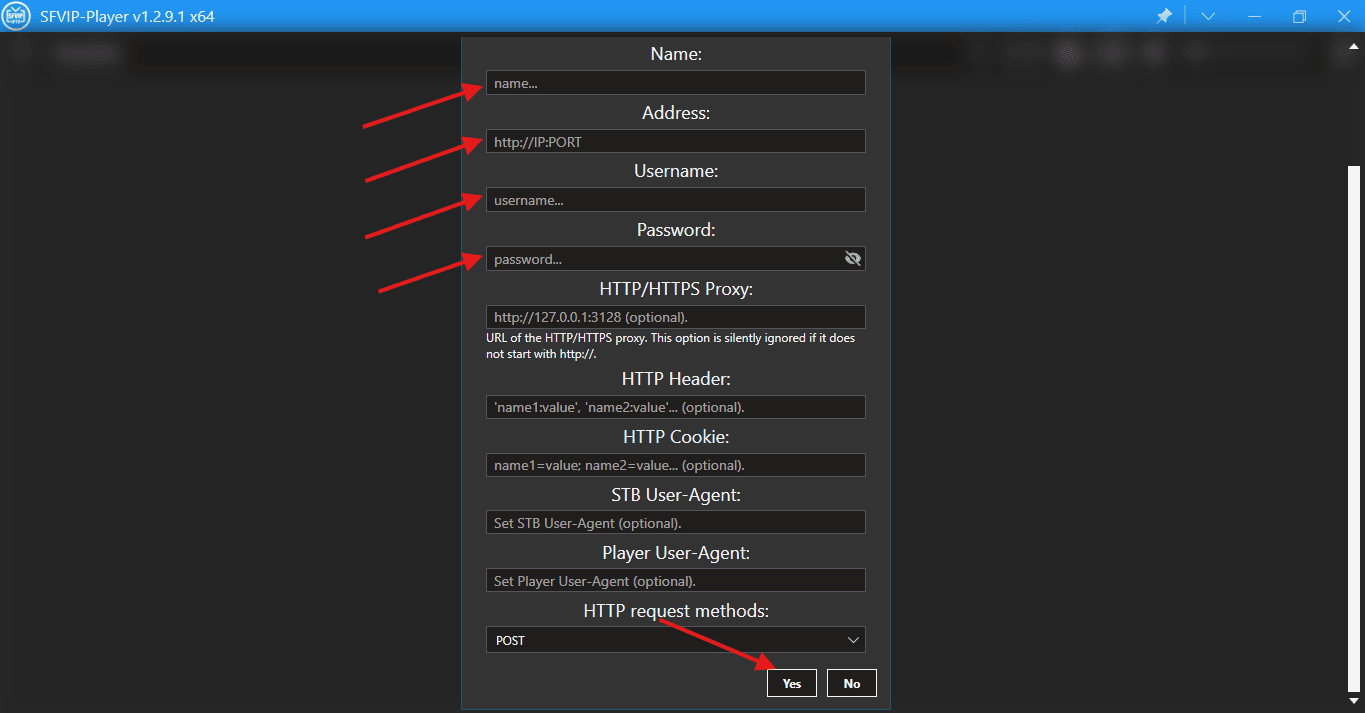 SFVIP-Player v1.2.9.1 x64
Name:
name...
Address:
http://IP:PORT
Username:
username...
Password:
password...
HTTP/HTTPS Proxy:
http://127.0.0.1:3128 (optional).
URL of the HTTP/HTTPS proxy. This option is silently ignored if it does
not start with http://.
HTTP Header:
'name1:value', 'name2:value'... (optional).
HTTP Cookie:
name1=value; name2=value... (optional).
STB User-Agent:
Set STB User-Agent (optional).
Player User-Agent:
Set Player User-Agent (optional).
HTTP request methods:
POST
Yes No